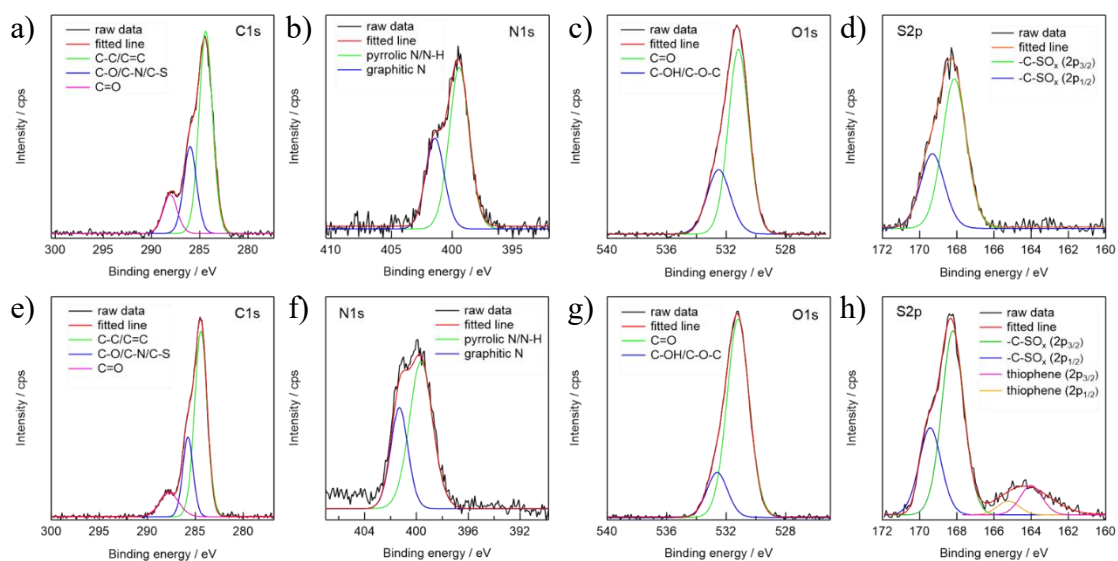 a)
C1s
raw data
fitted line
C-C/C=C
C-O/C-N/C-S
C=O
Intensity / cps
300 295 290 285 280
Binding energy / eV
b)
N1s
raw data
fitted line
pyrrolic N/N-H
graphitic N
Intensity / cps
410 405 400 395
Binding energy / eV
c)
O1s
raw data
fitted line
C=O
C-OH/C-O-C
Intensity / cps
540 536 532 528
Binding energy / eV
d)
S2p
raw data
fitted line
-C-SOx (2p3/2)
-C-SOx (2p1/2)
Intensity / cps
172 170 168 166 164 162 160
Binding energy / eV
e)
C1s
raw data
fitted line
C-C/C=C
C-O/C-N/C-S
C=O
Intensity / cps
300 295 290 285 280
Binding energy / eV
f)
N1s
raw data
fitted line
pyrrolic N/N-H
graphitic N
Intensity / cps
404 400 396 392
Binding energy / eV
g)
O1s
raw data
fitted line
C=O
C-OH/C-O-C
Intensity / cps
540 536 532 528
Binding energy / eV
h)
S2p
raw data
fitted line
-C-SOx (2p3/2)
-C-SOx (2p1/2)
thiophene (2p3/2)
thiophene (2p1/2)
Intensity / cps
172 170 168 166 164 162 160
Binding energy / eV